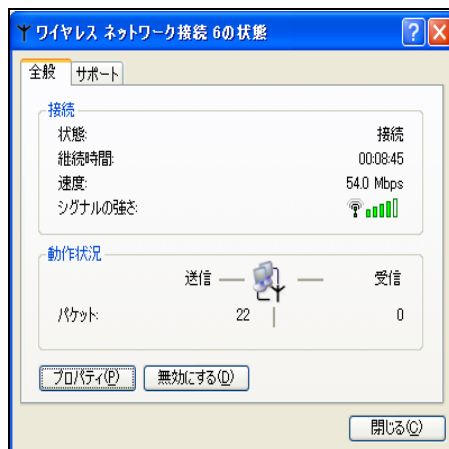 ワイヤレス ネットワーク接続 6の状態
全般 サポート
接続
状態: 接続
継続時間: 00:08:45
速度: 54.0 Mbps
シグナルの強さ:
動作状況
送信 受信
パケット: 22 0
プロパティ(P) 無効にする(D)
閉じる(C)